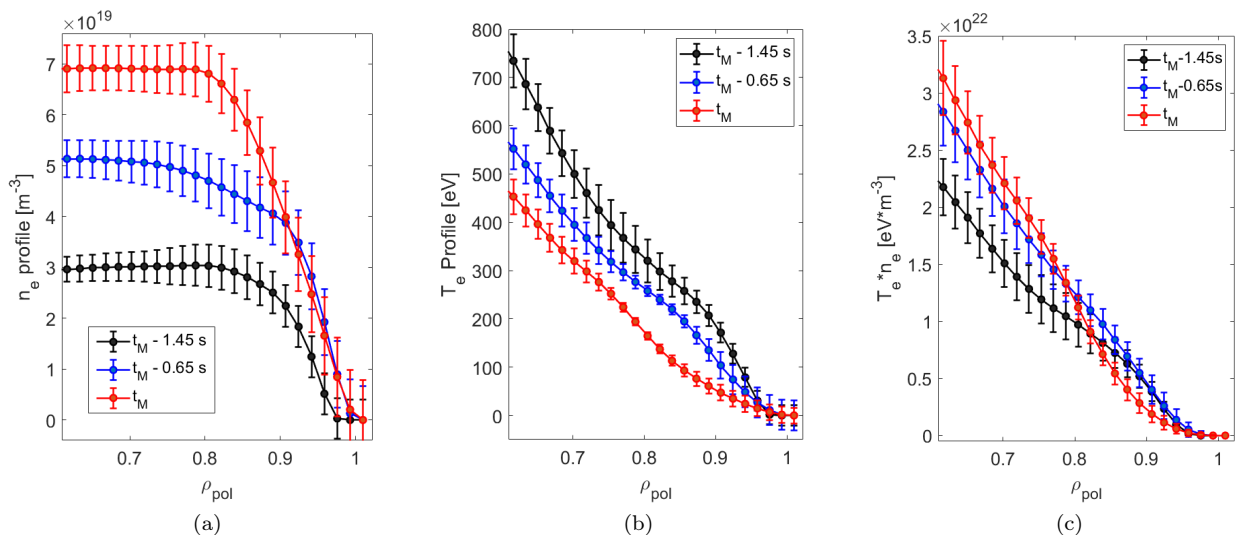 ×10^19
7
6
5
4
3
2
1
0
n_e profile [m^-3]
t_M - 1.45 s
t_M - 0.65 s
t_M
0.7 0.8 0.9 1
ρ_pol
(a)
800
700
600
500
400
300
200
100
0
T_e Profile [eV]
t_M - 1.45 s
t_M - 0.65 s
t_M
0.7 0.8 0.9 1
ρ_pol
(b)
×10^22
3.5
3
2.5
2
1.5
1
0.5
0
T_e*n_e [eV*m^-3]
t_M-1.45s
t_M-0.65s
t_M
0.7 0.8 0.9 1
ρ_pol
(c)